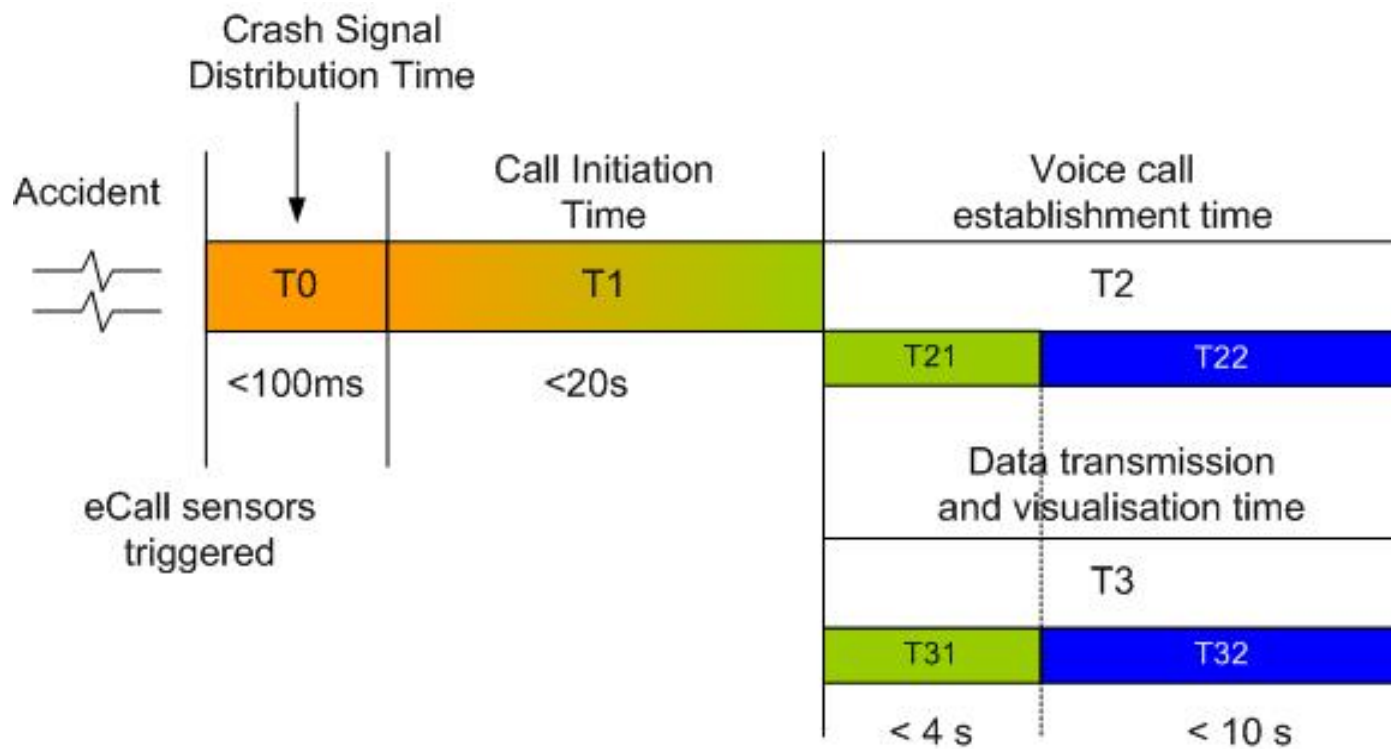 Crash Signal
Distribution Time
Accident
Call Initiation
Time
Voice call
establishment time
T0
T1
T2
T21
T22
<100ms
<20s
eCall sensors
triggered
Data transmission
and visualisation time
T3
T31
T32
< 4 s
< 10 s